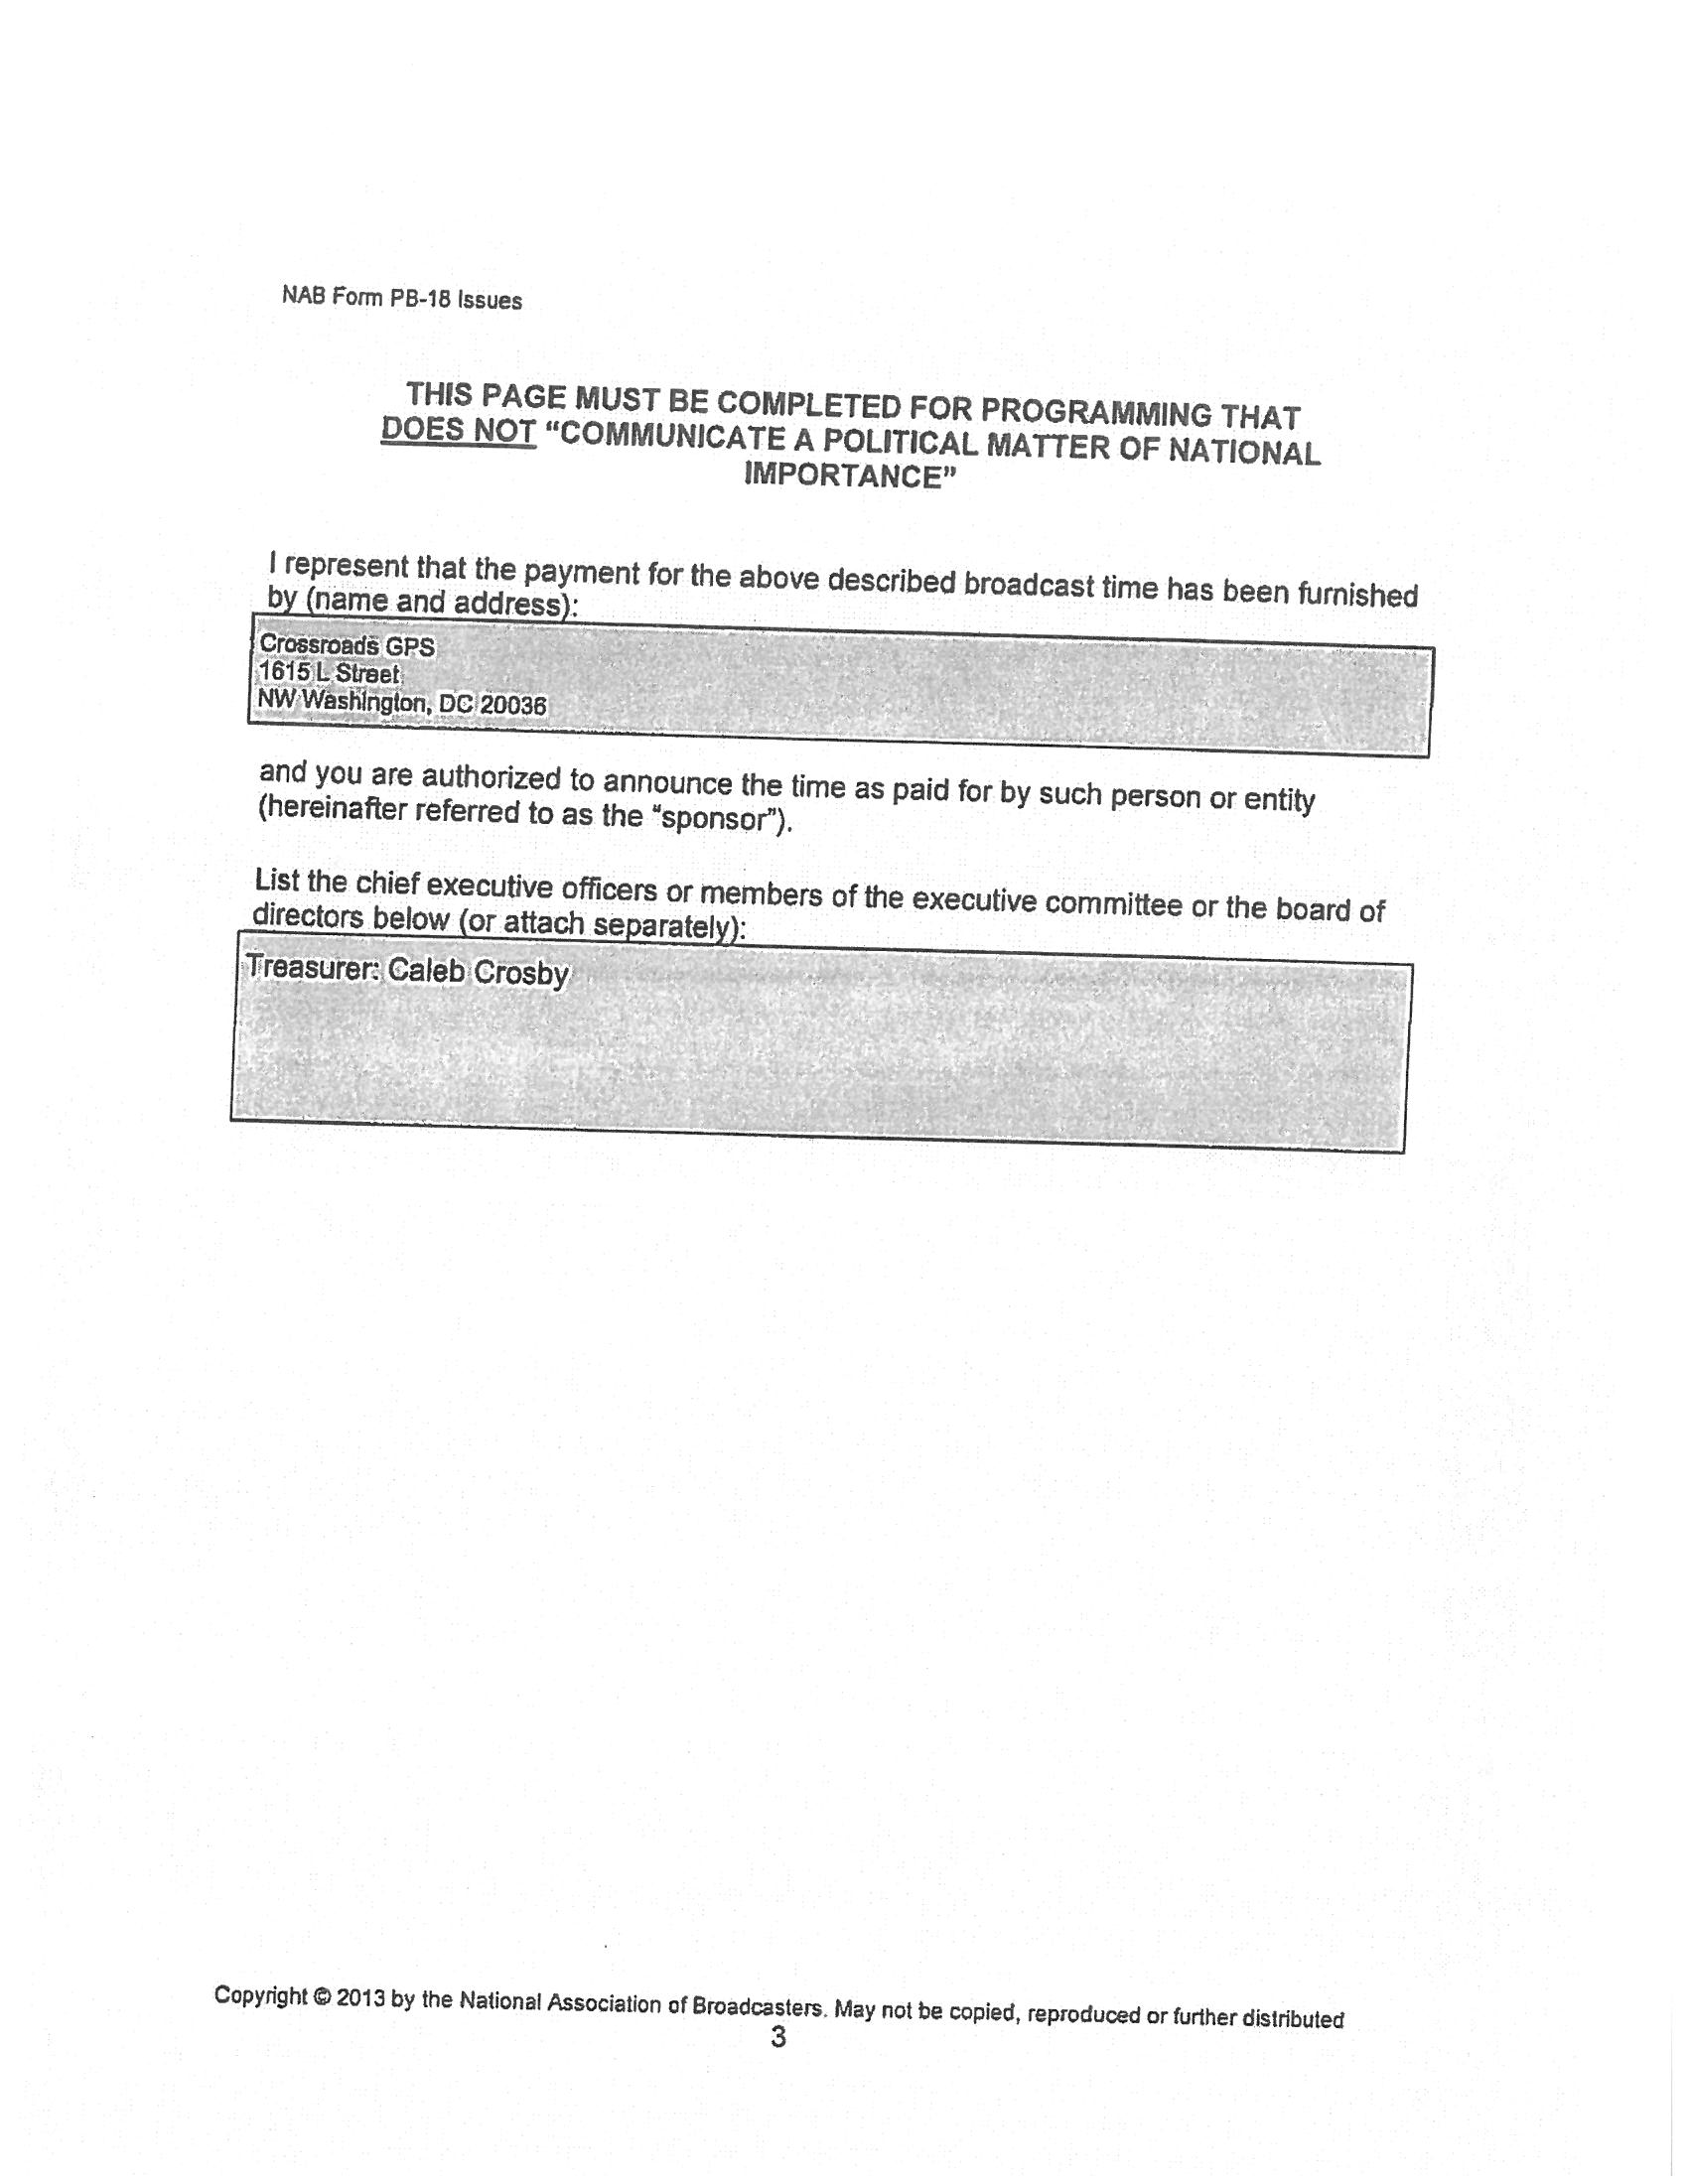 NAB Form PB-18 Issues
THIS PAGE MUST BE COMPLETED FOR PROGRAMMING THAT
DOES NOT “COMMUNICATE A POLITICAL MATTER OF NATIONAL
IMPORTANCE”
I represent that the payment for the above described broadcast time has been furnished
by (name and address):
Crossroads GPS
1615 L Street
NW Washington, DC 20036
and you are authorized to announce the time as paid for by such person or entity
(hereinafter referred to as the “sponsor”).
List the chief executive officers or members of the executive committee or the board of
directors below (or attach separately):
Treasurer: Caleb Crosby
Copyright © 2013 by the National Association of Broadcasters. May not be copied, reproduced or further distributed
3